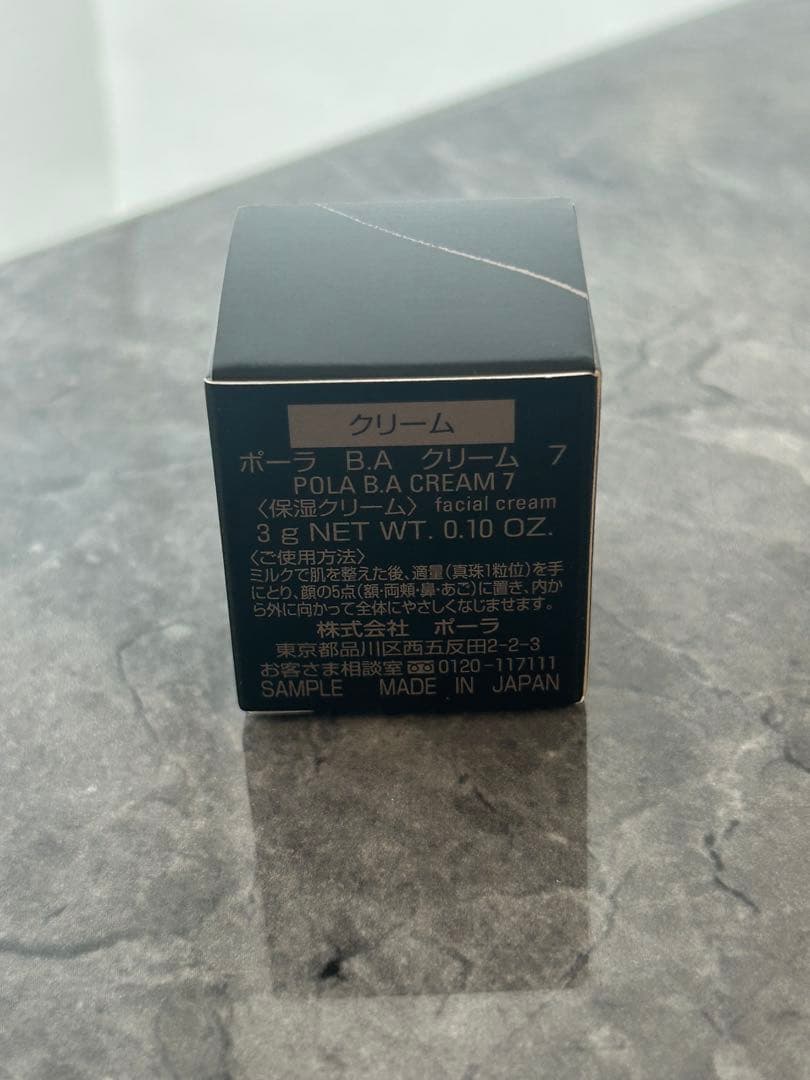 クリーム
ポーラ B.A クリーム 7
POLA B.A CREAM 7
〈保湿クリーム〉 facial cream
3 g NET WT. 0.10 OZ.
〈ご使用方法〉
ミルクで肌を整えた後、適量(真珠1粒位)を手
にとり、顔の5点(額・両頬・鼻・あご)に置き、内か
ら外に向かって全体にやさしくなじませます。
株式会社 ポーラ
東京都品川区西五反田2-2-3
お客さま相談室 0120-117111
SAMPLE MADE IN JAPAN